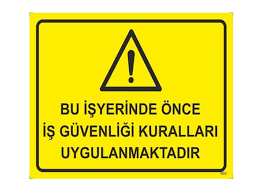 BU İŞYERİNDE ÖNCE
İŞ GÜVENLİĞİ KURALLARI
UYGULANMAKTADIR